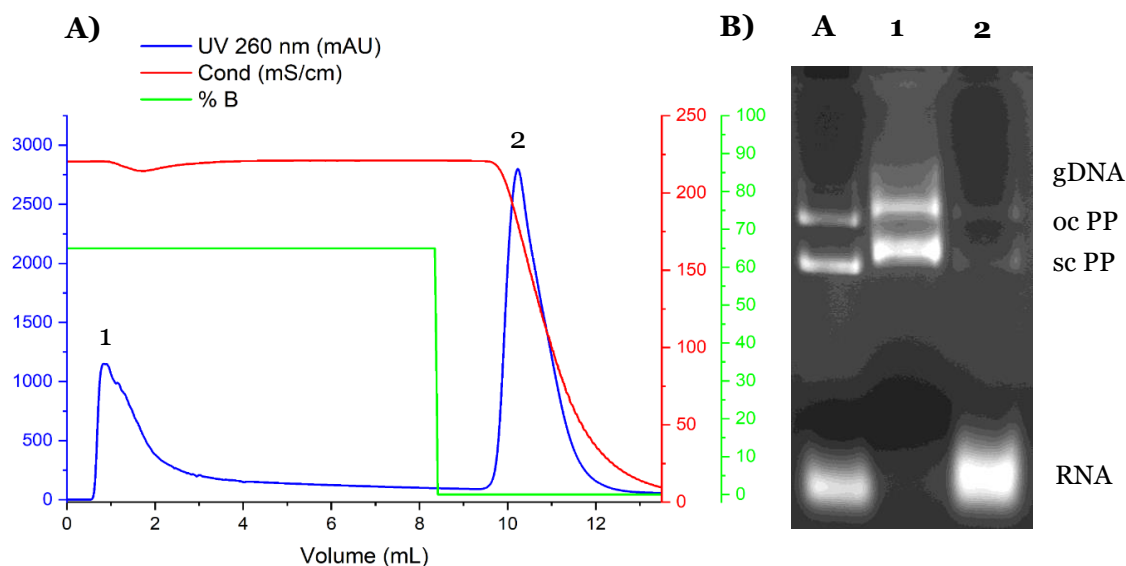 A)
UV 260 nm (mAU)
Cond (mS/cm)
% B
3000
2500
2000
1500
1000
500
0
250
200
150
100
50
0
100
90
80
70
60
50
40
30
20
10
0
1
2
0 2 4 6 8 10 12
Volume (mL)
B) A 1 2
gDNA
oc PP
sc PP
RNA